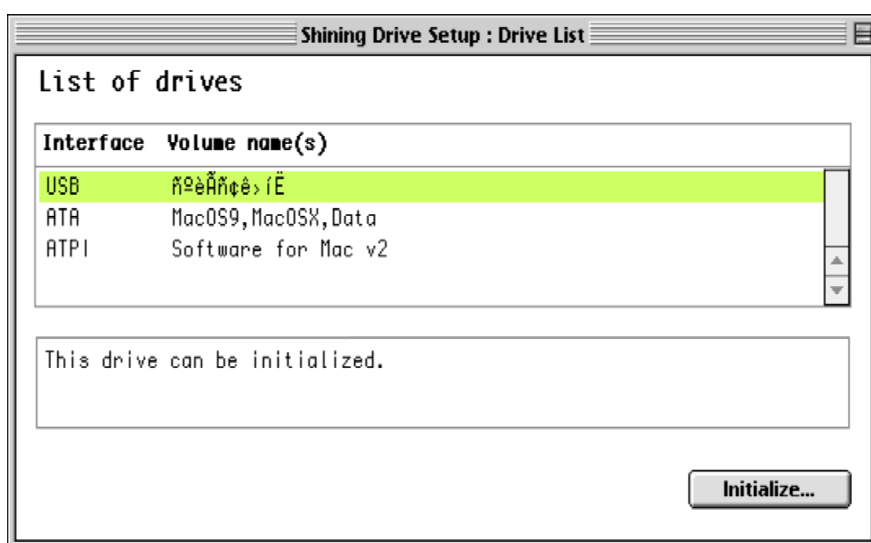 Shining Drive Setup : Drive List
List of drives
Interface Volume name(s)
USB ñºèÃñ¢ê›íË
ATA MacOS9,MacOSX,Data
ATPI Software for Mac v2
This drive can be initialized.
Initialize...